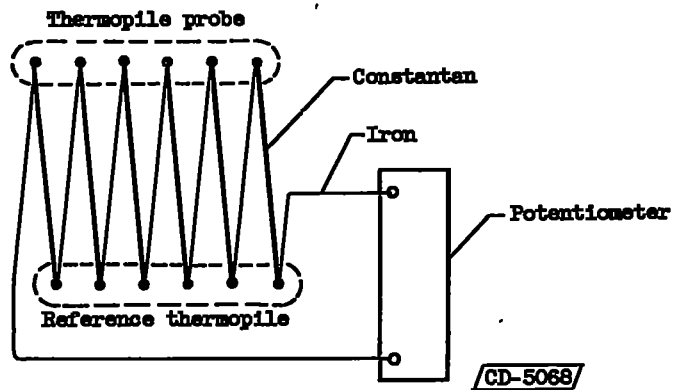 Thermopile probe
Constantan
Iron
Potentiometer
Reference thermopile
CD-5068